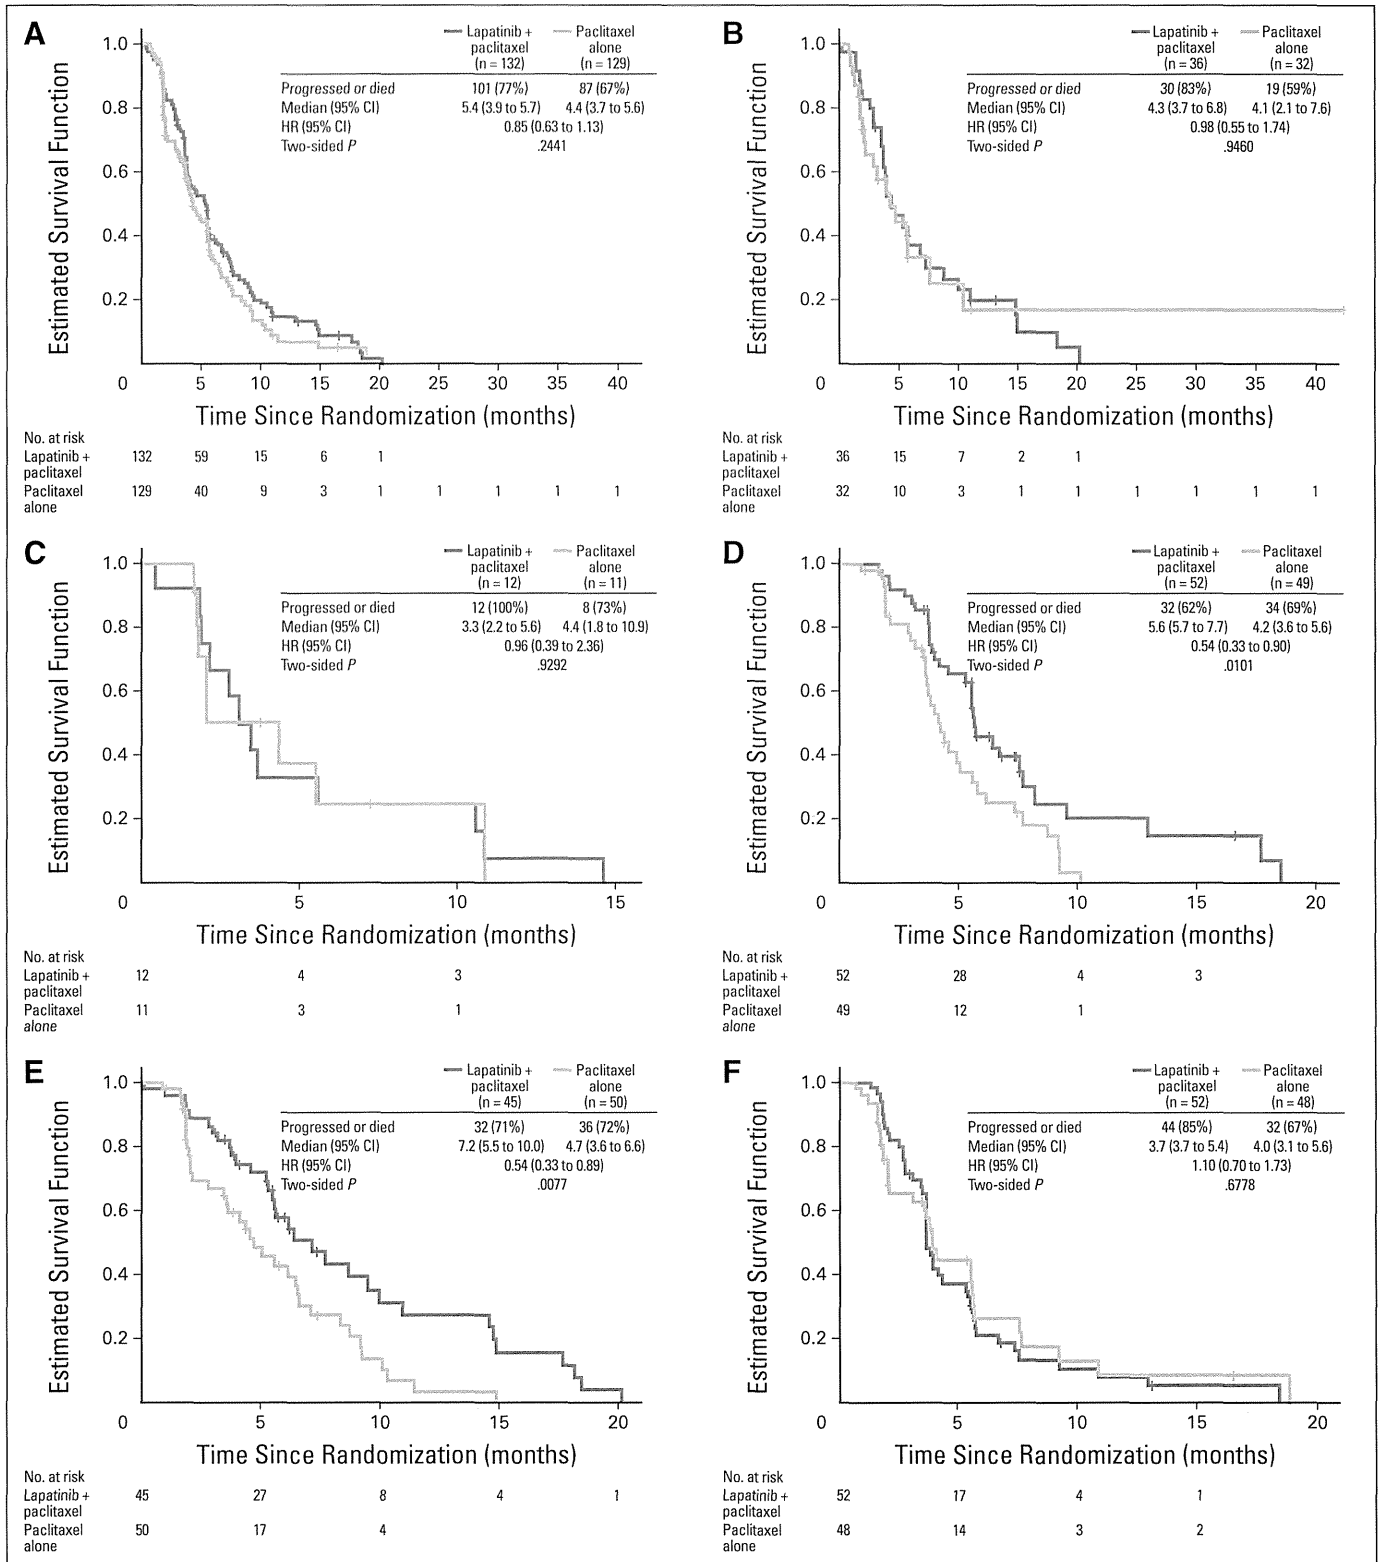 A
Lapatinib + Paclitaxel
paclitaxel alone
(n = 132) (n = 129)
Progressed or died 101 (77%) 87 (67%)
Median (95% CI) 5.4 (3.9 to 5.7) 4.4 (3.7 to 5.6)
HR (95% CI) 0.85 (0.63 to 1.13)
Two-sided P .2441
Estimated Survival Function
1.0
0.8
0.6
0.4
0.2
0 5 10 15 20 25 30 35 40
Time Since Randomization (months)
No. at risk
Lapatinib + 132 59 15 6 1
paclitaxel
Paclitaxel 129 40 9 3 1 1 1 1 1
alone
B
Lapatinib + Paclitaxel
paclitaxel alone
(n = 36) (n = 32)
Progressed or died 30 (83%) 19 (59%)
Median (95% CI) 4.3 (3.7 to 6.8) 4.1 (2.1 to 7.6)
HR (95% CI) 0.98 (0.55 to 1.74)
Two-sided P .9460
Estimated Survival Function
1.0
0.8
0.6
0.4
0.2
0 5 10 15 20 25 30 35 40
Time Since Randomization (months)
No. at risk
Lapatinib + 36 15 7 2 1
paclitaxel
Paclitaxel 32 10 3 1 1 1 1 1 1
alone
C
Lapatinib + Paclitaxel
paclitaxel alone
(n = 12) (n = 11)
Progressed or died 12 (100%) 8 (73%)
Median (95% CI) 3.3 (2.2 to 5.6) 4.4 (1.8 to 10.9)
HR (95% CI) 0.96 (0.39 to 2.36)
Two-sided P .9292
Estimated Survival Function
1.0
0.8
0.6
0.4
0.2
0 5 10 15
Time Since Randomization (months)
No. at risk
Lapatinib + 12 4 3
paclitaxel
Paclitaxel 11 3 1
alone
D
Lapatinib + Paclitaxel
paclitaxel alone
(n = 52) (n = 49)
Progressed or died 32 (62%) 34 (69%)
Median (95% CI) 5.6 (5.7 to 7.7) 4.2 (3.6 to 5.6)
HR (95% CI) 0.54 (0.33 to 0.90)
Two-sided P .0101
Estimated Survival Function
1.0
0.8
0.6
0.4
0.2
0 5 10 15 20
Time Since Randomization (months)
No. at risk
Lapatinib + 52 28 4 3
paclitaxel
Paclitaxel 49 12 1
alone
E
Lapatinib + Paclitaxel
paclitaxel alone
(n = 45) (n = 50)
Progressed or died 32 (71%) 36 (72%)
Median (95% CI) 7.2 (5.5 to 10.0) 4.7 (3.6 to 6.6)
HR (95% CI) 0.54 (0.33 to 0.89)
Two-sided P .0077
Estimated Survival Function
1.0
0.8
0.6
0.4
0.2
0 5 10 15 20
Time Since Randomization (months)
No. at risk
Lapatinib + 45 27 8 4 1
paclitaxel
Paclitaxel 50 17 4
alone
F
Lapatinib + Paclitaxel
paclitaxel alone
(n = 52) (n = 48)
Progressed or died 44 (85%) 32 (67%)
Median (95% CI) 3.7 (3.7 to 5.4) 4.0 (3.1 to 5.6)
HR (95% CI) 1.10 (0.70 to 1.73)
Two-sided P .6778
Estimated Survival Function
1.0
0.8
0.6
0.4
0.2
0 5 10 15 20
Time Since Randomization (months)
No. at risk
Lapatinib + 52 17 4 1
paclitaxel
Paclitaxel 48 14 3 2
alone